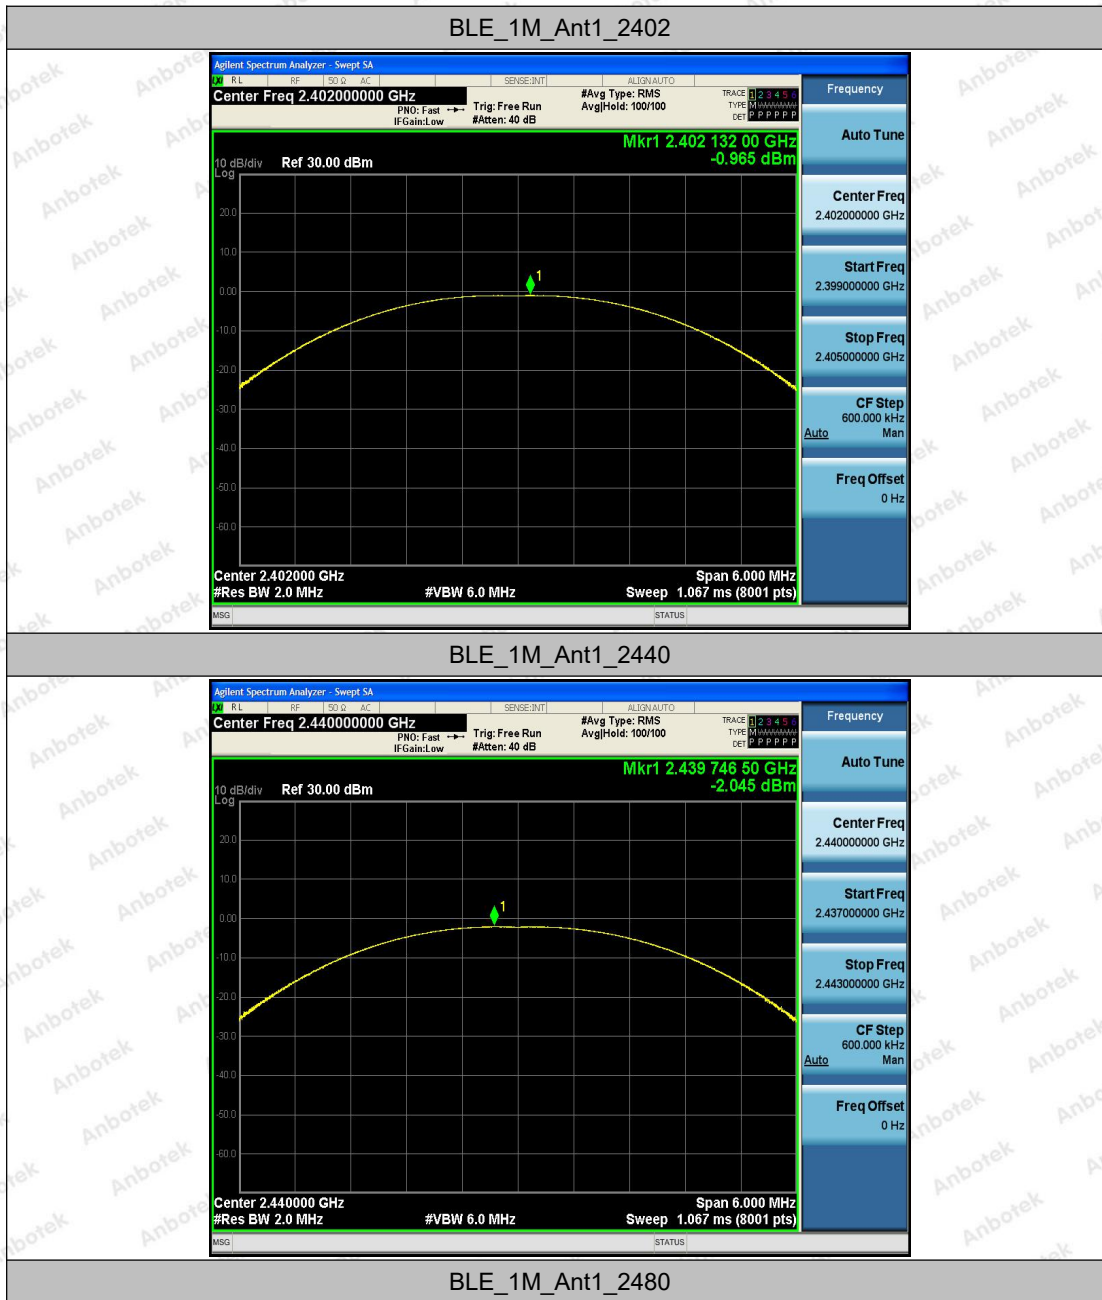 BLE_1M_Ant1_2402
Agilent Spectrum Analyzer - Swept SA
RL RF 50 Ω AC SENSE:INT ALIGNAUTO
Center Freq 2.402000000 GHz
PNO: Fast
IFGain:Low
Trig: Free Run
#Atten: 40 dB
#Avg Type: RMS
Avg|Hold: 100/100
TRACE 1 2 3 4 5 6
TYPE M WWWWW
DET P P P P P P
Mkr1 2.402 132 00 GHz
-0.965 dBm
10 dB/div Ref 30.00 dBm
Log
20.0
10.0
0.00
-10.0
-20.0
-30.0
-40.0
-50.0
-60.0
1
Center 2.402000 GHz
Span 6.000 MHz
#Res BW 2.0 MHz #VBW 6.0 MHz Sweep 1.067 ms (8001 pts)
MSG STATUS
Frequency
Auto Tune
Center Freq
2.402000000 GHz
Start Freq
2.399000000 GHz
Stop Freq
2.405000000 GHz
CF Step
600.000 kHz
Auto Man
Freq Offset
0 Hz
BLE_1M_Ant1_2440
Agilent Spectrum Analyzer - Swept SA
RL RF 50 Ω AC SENSE:INT ALIGNAUTO
Center Freq 2.440000000 GHz
PNO: Fast
IFGain:Low
Trig: Free Run
#Atten: 40 dB
#Avg Type: RMS
Avg|Hold: 100/100
TRACE 1 2 3 4 5 6
TYPE M WWWWW
DET P P P P P P
Mkr1 2.439 746 50 GHz
-2.045 dBm
10 dB/div Ref 30.00 dBm
Log
20.0
10.0
0.00
-10.0
-20.0
-30.0
-40.0
-50.0
-60.0
1
Center 2.440000 GHz
Span 6.000 MHz
#Res BW 2.0 MHz #VBW 6.0 MHz Sweep 1.067 ms (8001 pts)
MSG STATUS
Frequency
Auto Tune
Center Freq
2.440000000 GHz
Start Freq
2.437000000 GHz
Stop Freq
2.443000000 GHz
CF Step
600.000 kHz
Auto Man
Freq Offset
0 Hz
BLE_1M_Ant1_2480
Anbotek